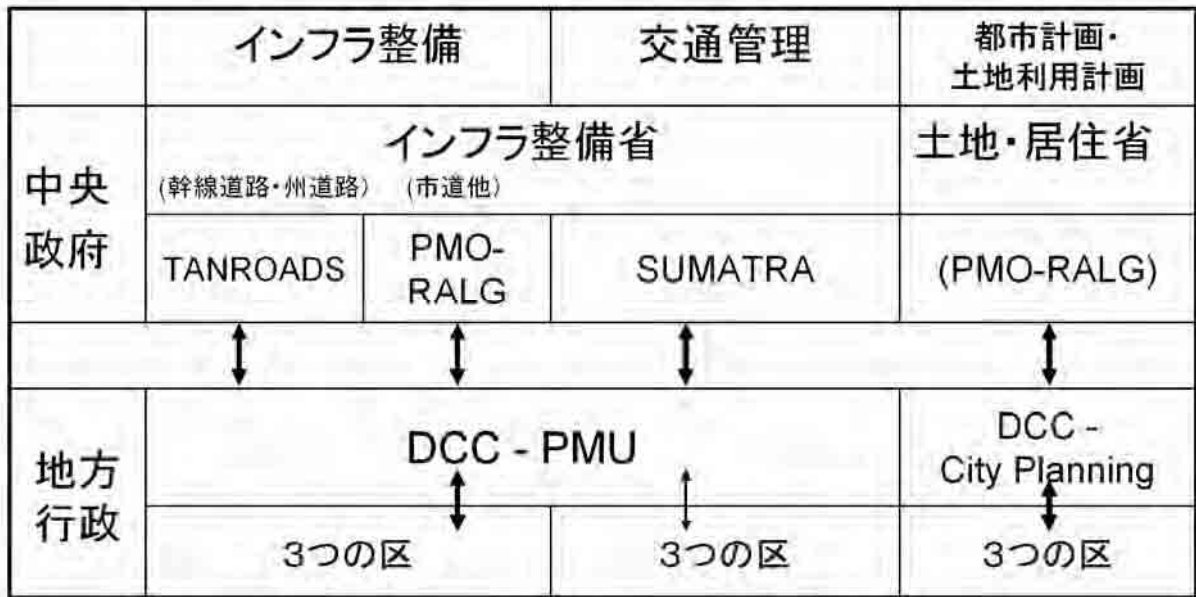 インフラ整備
交通管理
都市計画・
土地利用計画
中央
政府
インフラ整備省
(幹線道路・州道路)
(市道他)
土地・居住省
TANROADS
PMO-
RALG
SUMATRA
(PMO-RALG)
地方
行政
DCC - PMU
DCC -
City Planning
3つの区
3つの区
3つの区